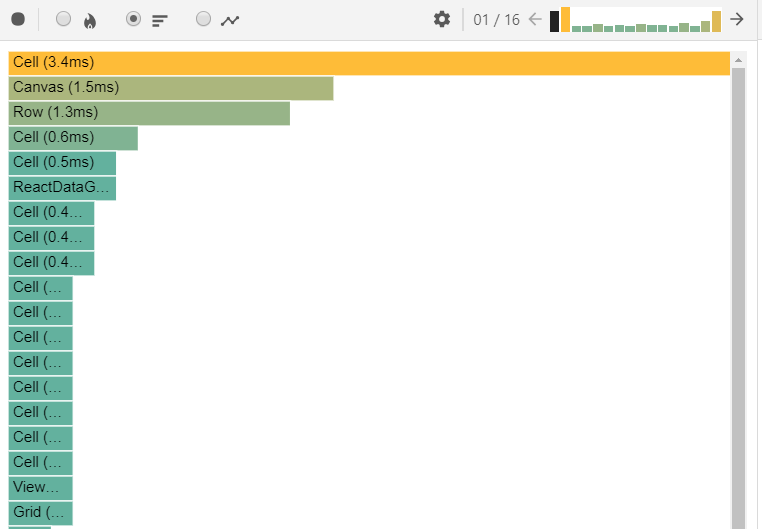 01 / 16
Cell (3.4ms)
Canvas (1.5ms)
Row (1.3ms)
Cell (0.6ms)
Cell (0.5ms)
ReactDataG...
Cell (0.4...
Cell (0.4...
Cell (0.4...
Cell (...
Cell (...
Cell (...
Cell (...
Cell (...
Cell (...
Cell (...
Cell (...
View...
Grid (...